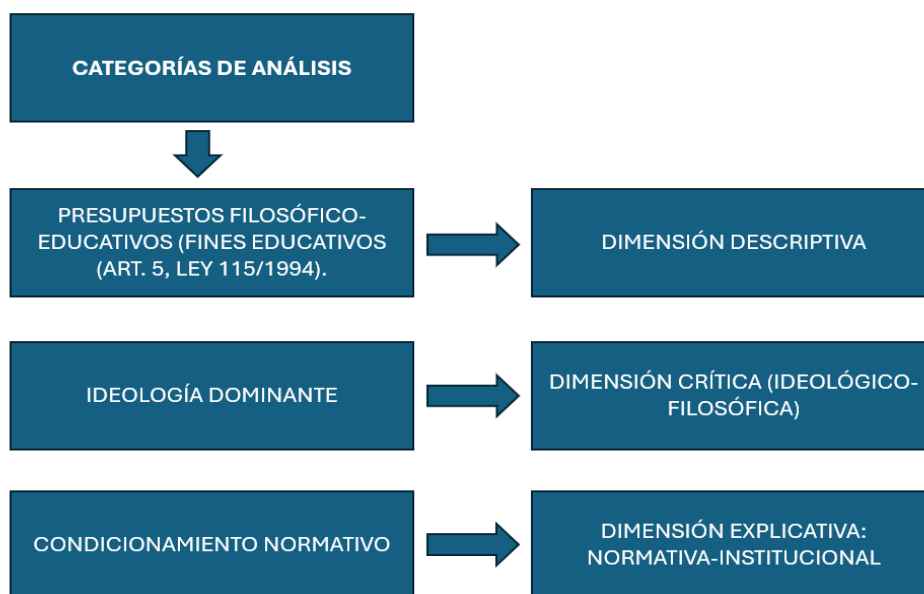 CATEGORÍAS DE ANÁLISIS
PRESUPUESTOS FILOSÓFICO-
EDUCATIVOS (FINES EDUCATIVOS
(ART. 5, LEY 115/1994).
DIMENSIÓN DESCRIPTIVA
IDEOLOGÍA DOMINANTE
DIMENSIÓN CRÍTICA (IDEOLÓGICO-
FILOSÓFICA)
CONDICIONAMIENTO NORMATIVO
DIMENSIÓN EXPLICATIVA:
NORMATIVA-INSTITUCIONAL